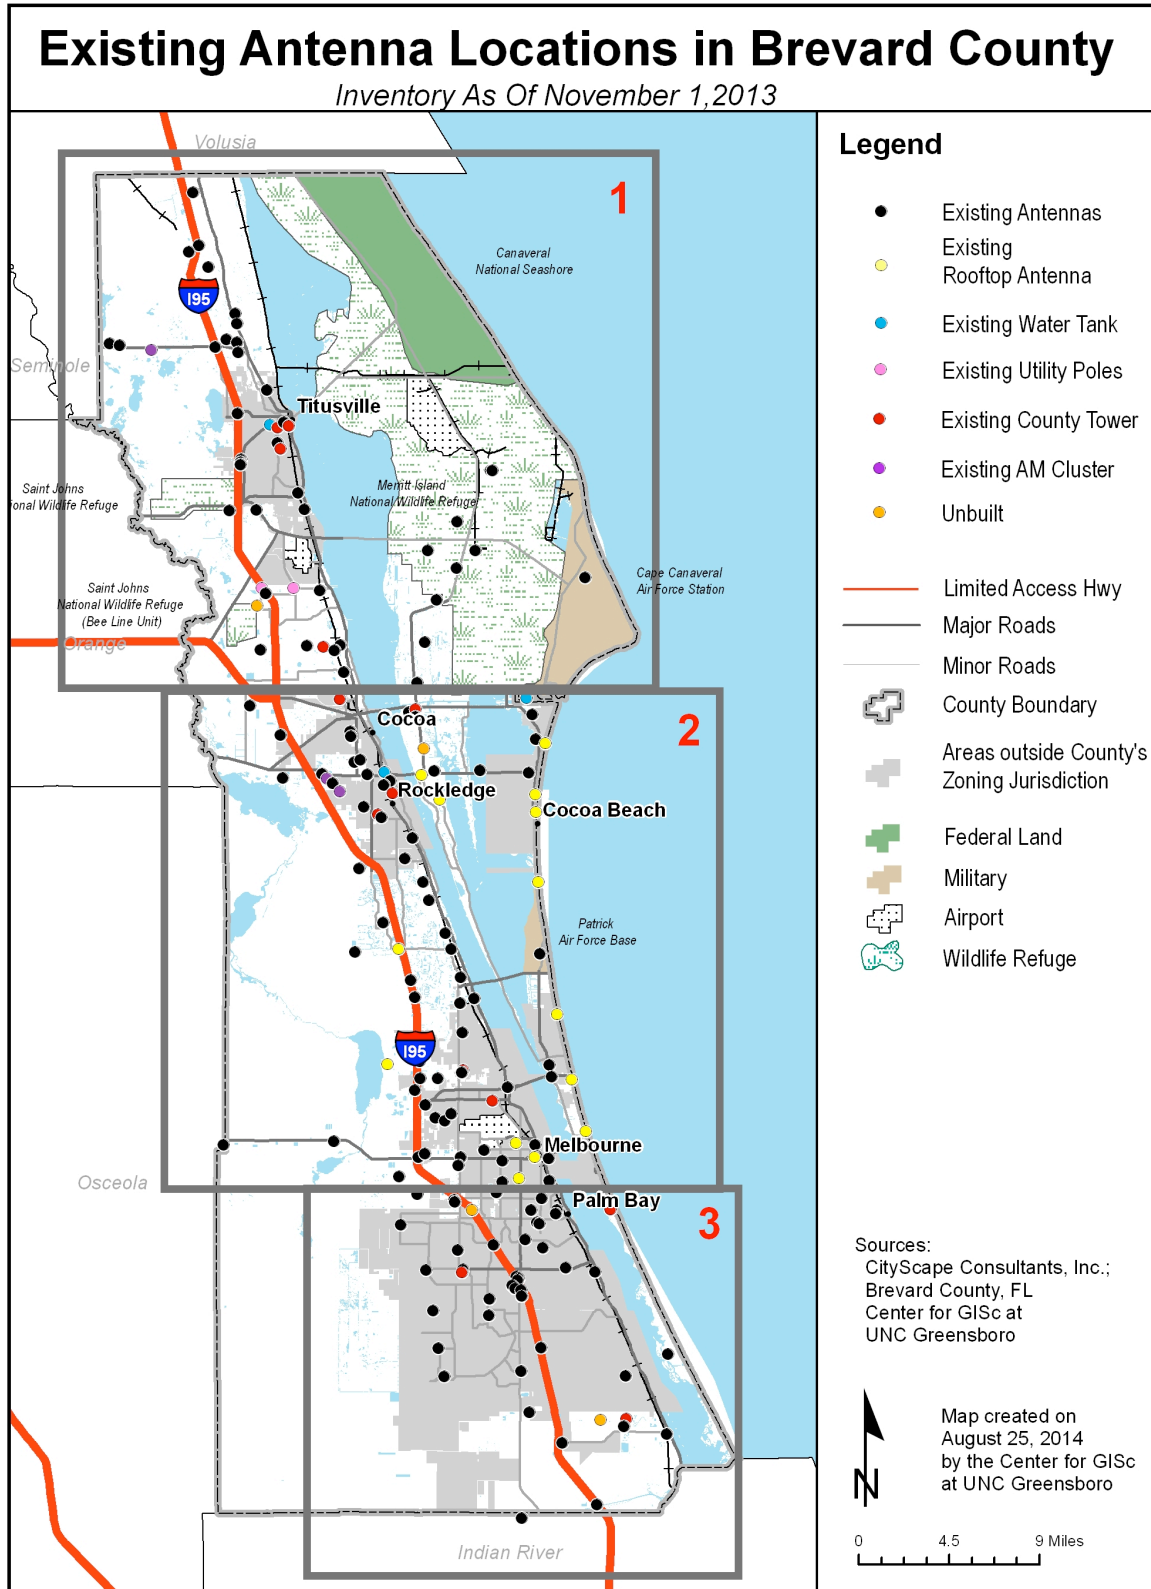 Existing Antenna Locations in Brevard County
Inventory As Of November 1,2013
Volusia
1
Canaveral
National Seashore
I95
Seminole
Titusville
Saint Johns
ional Wildlife Refuge
Merritt Island
National Wildlife Refuge
Cape Canaveral
Air Force Station
Saint Johns
National Wildlife Refuge
(Bee Line Unit)
Orange
2
Cocoa
Rockledge
Cocoa Beach
Patrick
Air Force Base
I95
Melbourne
Osceola
Palm Bay
3
Indian River
Legend
Existing Antennas
Existing
Rooftop Antenna
Existing Water Tank
Existing Utility Poles
Existing County Tower
Existing AM Cluster
Unbuilt
Limited Access Hwy
Major Roads
Minor Roads
County Boundary
Areas outside County's
Zoning Jurisdiction
Federal Land
Military
Airport
Wildlife Refuge
Sources:
CityScape Consultants, Inc.;
Brevard County, FL
Center for GISc at
UNC Greensboro
Map created on
August 25, 2014
by the Center for GISc
at UNC Greensboro
N
0 4.5 9 Miles